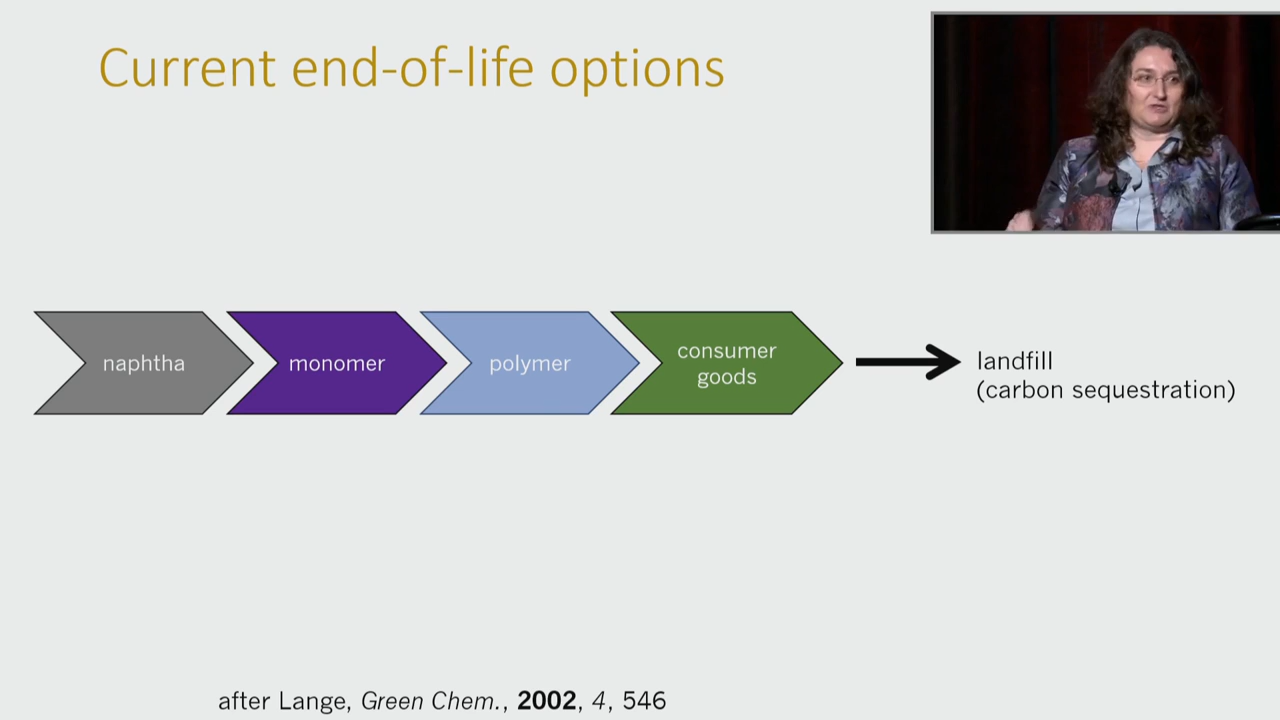 Current end-of-life options
naphtha
monomer
polymer
consumer
goods
landfill
(carbon sequestration)
after Lange, Green Chem., 2002, 4, 546